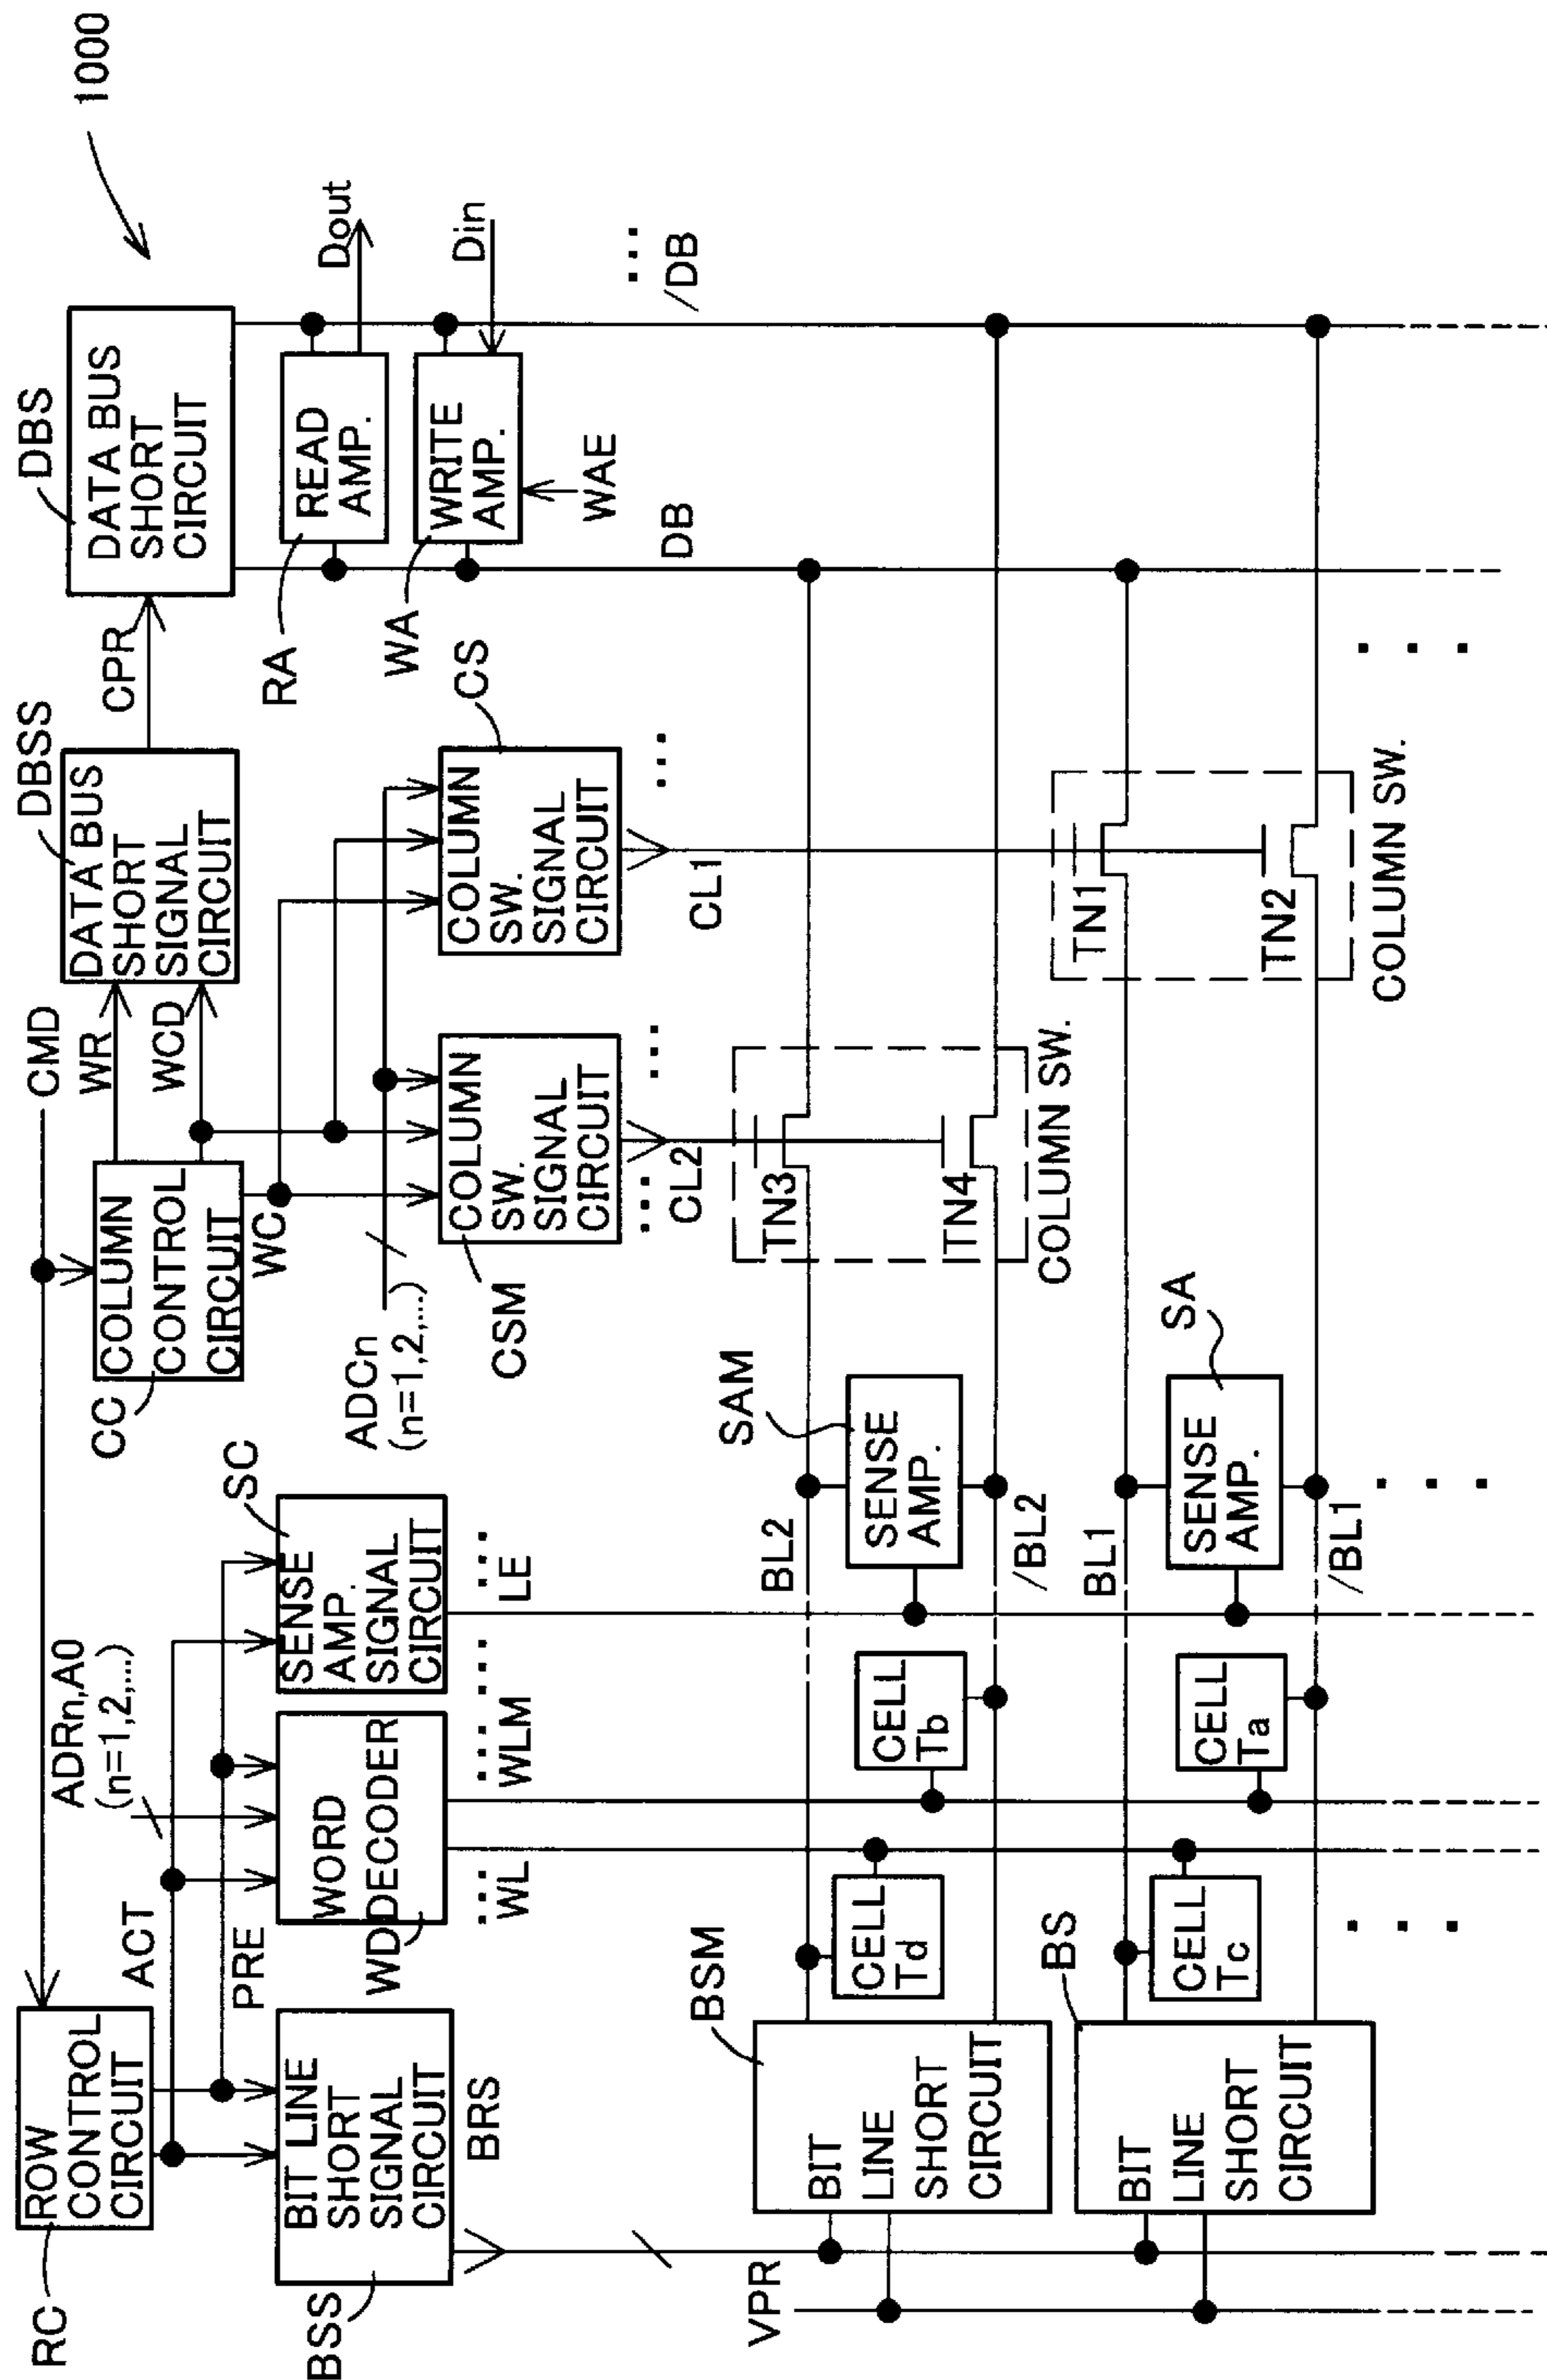 1000
CMD
RC
ROW
CONTROL
CIRCUIT
ACT
PRE
ADRn,A0
(n=1,2,...)
CC
COLUMN
CONTROL
CIRCUIT
WR
WCD
WC
DBSS
DATA BUS
SHORT
SIGNAL
CIRCUIT
CPR
DBS
DATA BUS
SHORT
CIRCUIT
BSS
BIT LINE
SHORT
SIGNAL
CIRCUIT
BRS
WD
WORD
DECODER
...WL
...WLM
SC
SENSE
AMP.
SIGNAL
CIRCUIT
...LE
ADCn
(n=1,2,...)
CSM
COLUMN
SW.
SIGNAL
CIRCUIT
...
...
CL2
CS
COLUMN
SW.
SIGNAL
CIRCUIT
...
CL1
RA
READ
AMP.
Dout
WA
WRITE
AMP.
Din
WAE
DB
.../DB
VPR
BSM
BIT
LINE
SHORT
CIRCUIT
CELL
Td
CELL
Tb
BL2
/BL2
SAM
SENSE
AMP.
TN3
TN4
COLUMN SW.
BS
BIT
LINE
SHORT
CIRCUIT
CELL
Tc
CELL
Ta
BL1
/BL1
SA
SENSE
AMP.
TN1
TN2
COLUMN SW.
...
...
...